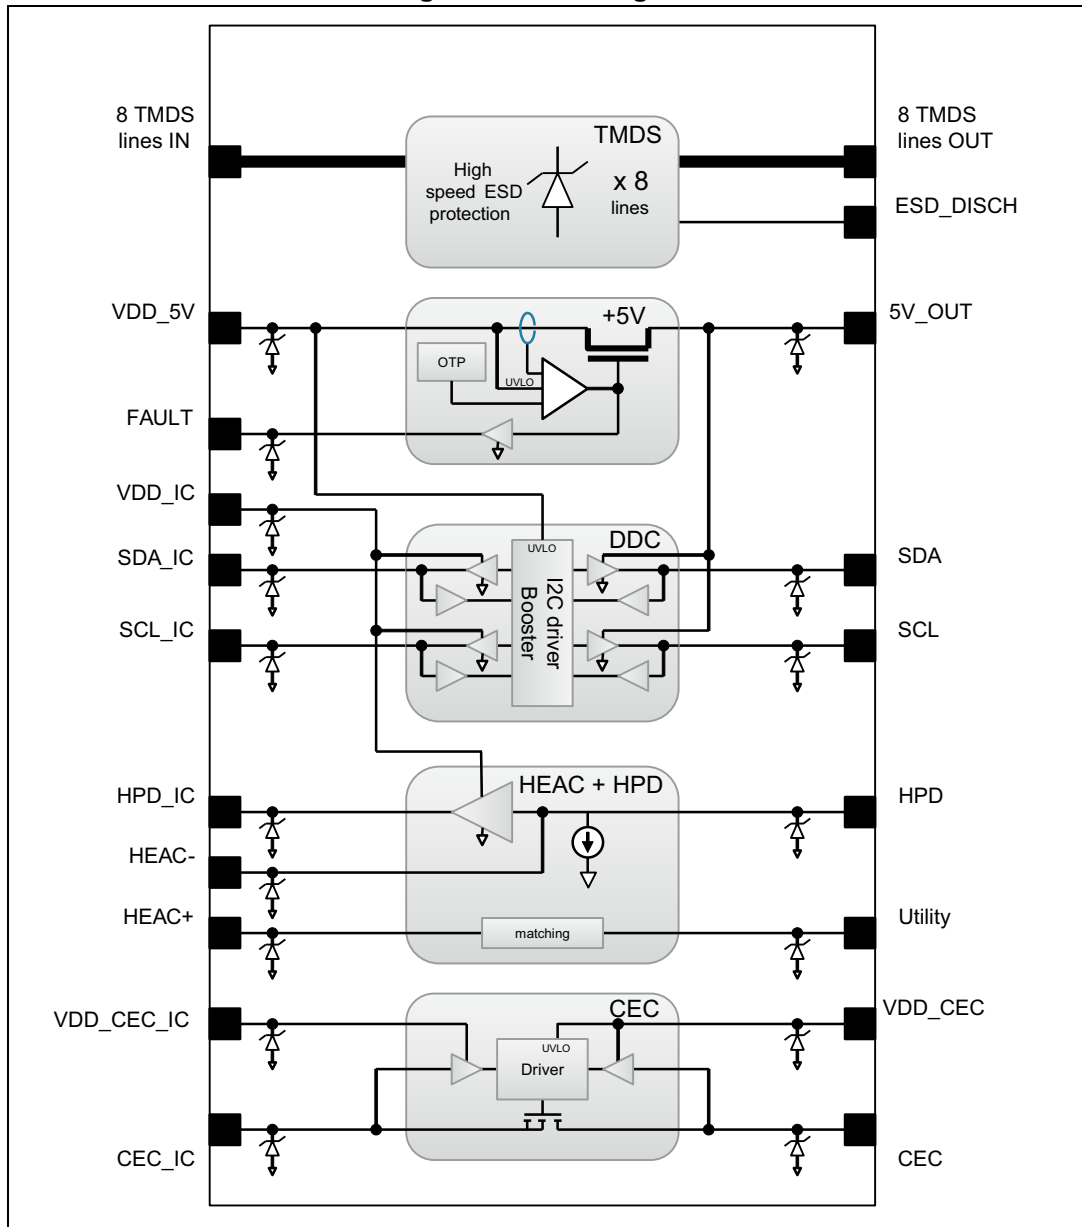 8 TMDS
lines IN
8 TMDS
lines OUT
TMDS
High
speed ESD
protection
x 8
lines
ESD_DISCH
VDD_5V
+5V
5V_OUT
OTP
UVLO
FAULT
VDD_IC
DDC
UVLO
I2C driver
Booster
SDA_IC
SDA
SCL_IC
SCL
HEAC + HPD
HPD_IC
HPD
HEAC-
HEAC+
Utility
matching
VDD_CEC_IC
CEC
VDD_CEC
UVLO
Driver
CEC_IC
CEC